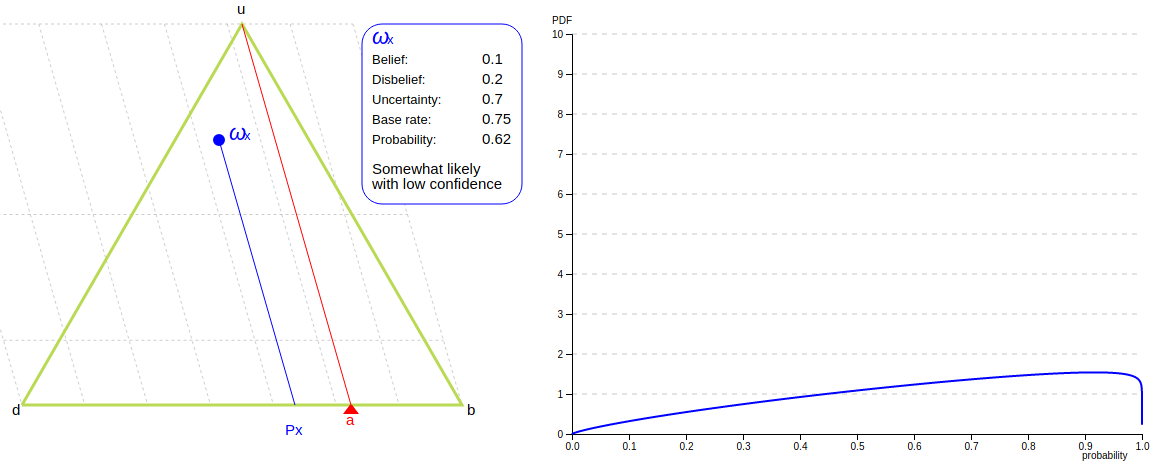 u
ωx
Belief: 0.1
Disbelief: 0.2
Uncertainty: 0.7
Base rate: 0.75
Probability: 0.62
Somewhat likely
with low confidence
ωx
d
b
a
Px
PDF
10
9
8
7
6
5
4
3
2
1
0
0.0 0.1 0.2 0.3 0.4 0.5 0.6 0.7 0.8 0.9 1.0
probability